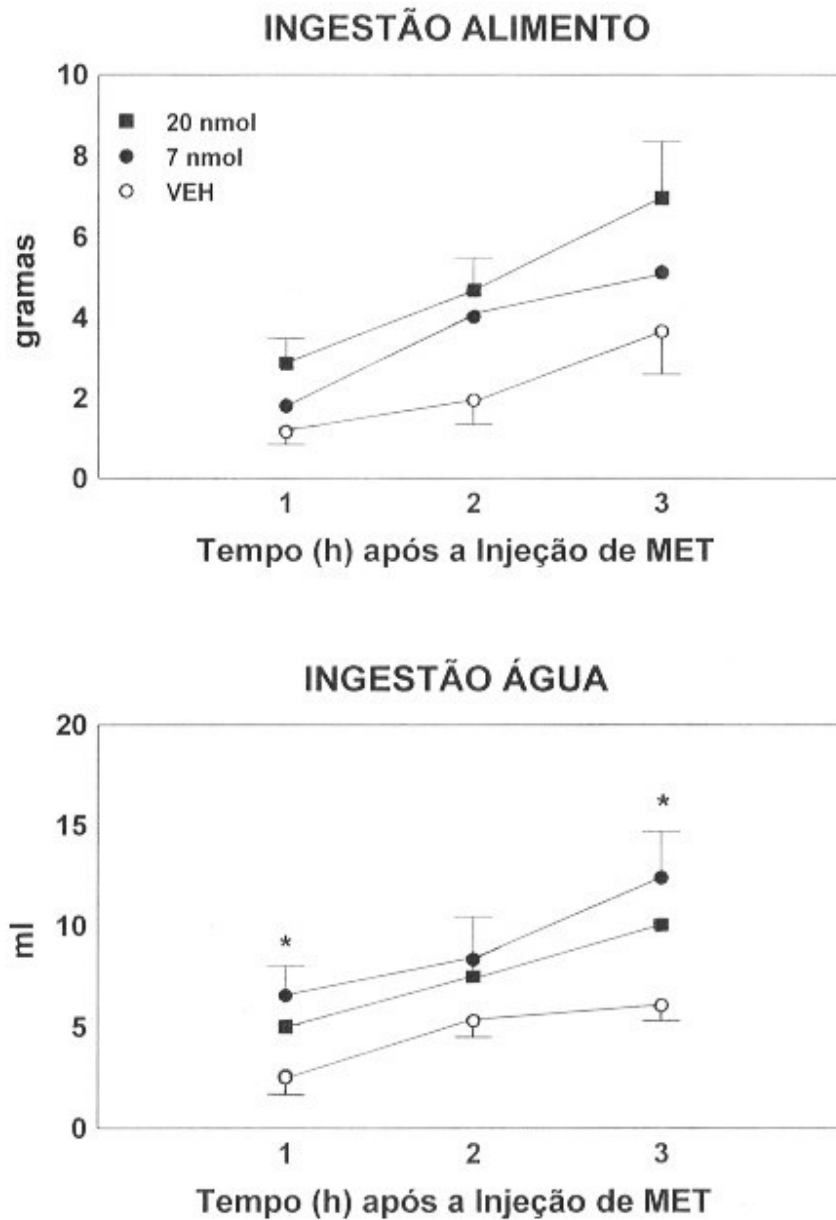 INGESTÃO ALIMENTO
10
8
6
4
2
0
gramas
20 nmol
7 nmol
VEH
1 2 3
Tempo (h) após a Injeção de MET
INGESTÃO ÁGUA
20
15
10
5
0
ml
* *
1 2 3
Tempo (h) após a Injeção de MET